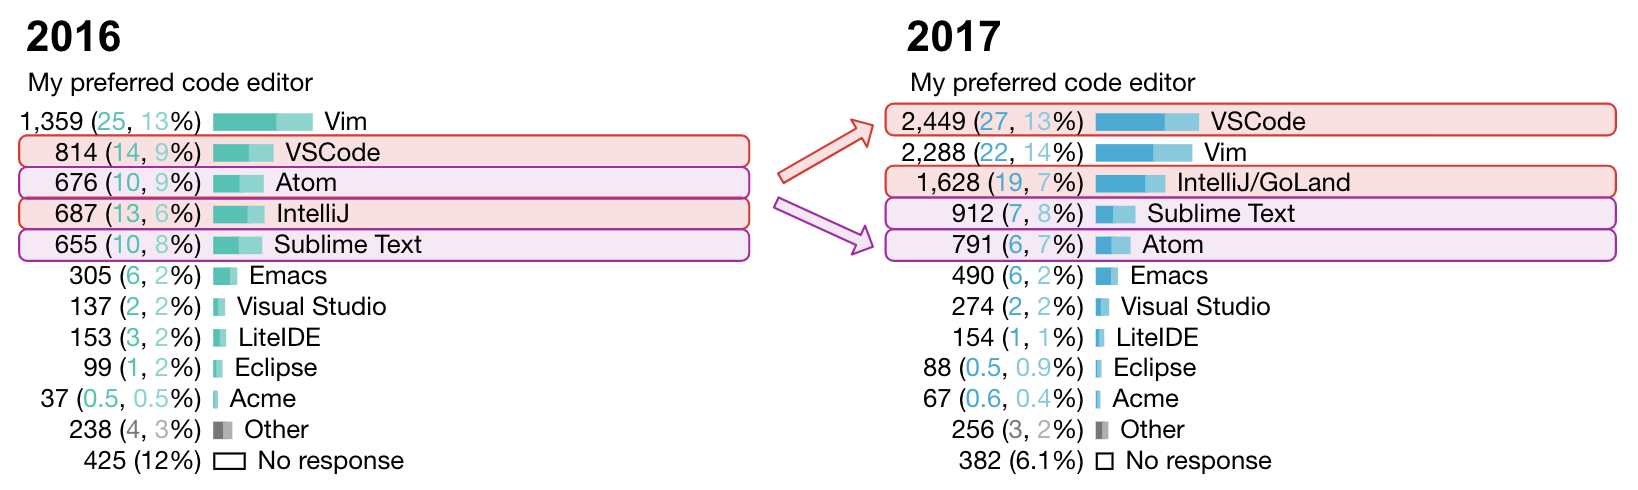 2016
My preferred code editor
1,359 (25, 13%) Vim
814 (14, 9%) VSCode
676 (10, 9%) Atom
687 (13, 6%) IntelliJ
655 (10, 8%) Sublime Text
305 (6, 2%) Emacs
137 (2, 2%) Visual Studio
153 (3, 2%) LiteIDE
99 (1, 2%) Eclipse
37 (0.5, 0.5%) Acme
238 (4, 3%) Other
425 (12%) No response
2017
My preferred code editor
2,449 (27, 13%) VSCode
2,288 (22, 14%) Vim
1,628 (19, 7%) IntelliJ/GoLand
912 (7, 8%) Sublime Text
791 (6, 7%) Atom
490 (6, 2%) Emacs
274 (2, 2%) Visual Studio
154 (1, 1%) LiteIDE
88 (0.5, 0.9%) Eclipse
67 (0.6, 0.4%) Acme
256 (3, 2%) Other
382 (6.1%) No response